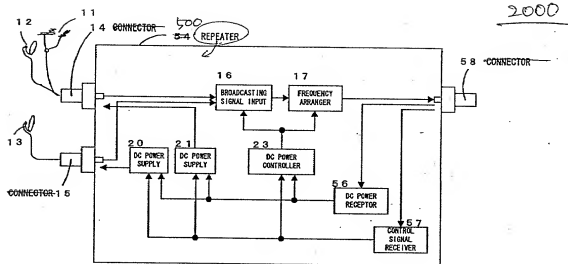 2000
12 11
14 CONNECTOR
500
54 REPEATER
58 CONNECTOR
16
BROADCASTING
SIGNAL INPUT
17
FREQUENCY
ARRANGER
13
20
DC POWER
SUPPLY
21
DC POWER
SUPPLY
23
DC POWER
CONTROLLER
CONNECTOR 15
56
DC POWER
RECEPTOR
57
CONTROL
SIGNAL
RECEIVER